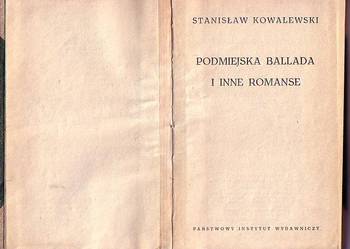 STANISŁAW KOWALEWSKI
PODMIEJSKA BALLADA
I INNE ROMANSE
PAŃSTWOWY INSTYTUT WYDAWNICZY